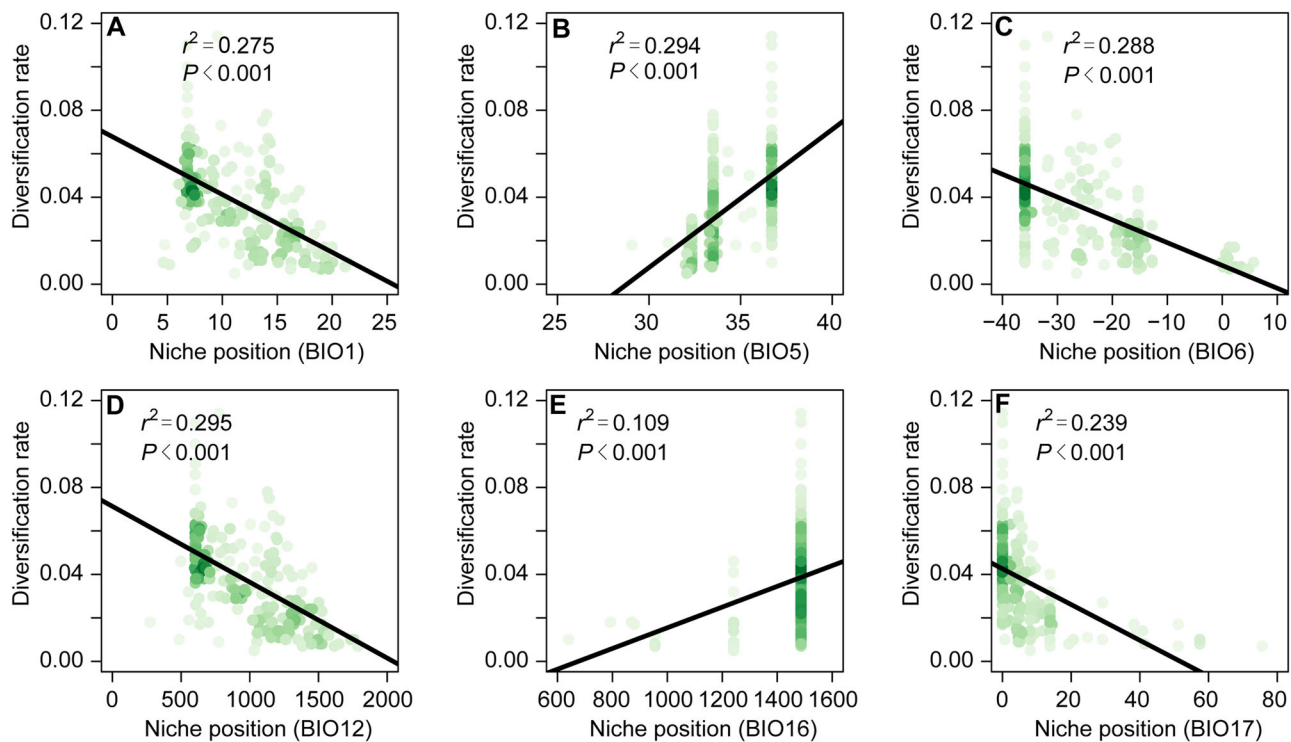 A
r² = 0.275
P < 0.001
Diversification rate
0.12
0.08
0.04
0.00
0 5 10 15 20 25
Niche position (BIO1)
B
r² = 0.294
P < 0.001
Diversification rate
0.12
0.08
0.04
0.00
25 30 35 40
Niche position (BIO5)
C
r² = 0.288
P < 0.001
Diversification rate
0.12
0.08
0.04
0.00
−40 −30 −20 −10 0 10
Niche position (BIO6)
D
r² = 0.295
P < 0.001
Diversification rate
0.12
0.08
0.04
0.00
0 500 1000 1500 2000
Niche position (BIO12)
E
r² = 0.109
P < 0.001
Diversification rate
0.12
0.08
0.04
0.00
600 800 1000 1200 1400 1600
Niche position (BIO16)
F
r² = 0.239
P < 0.001
Diversification rate
0.12
0.08
0.04
0.00
0 20 40 60 80
Niche position (BIO17)